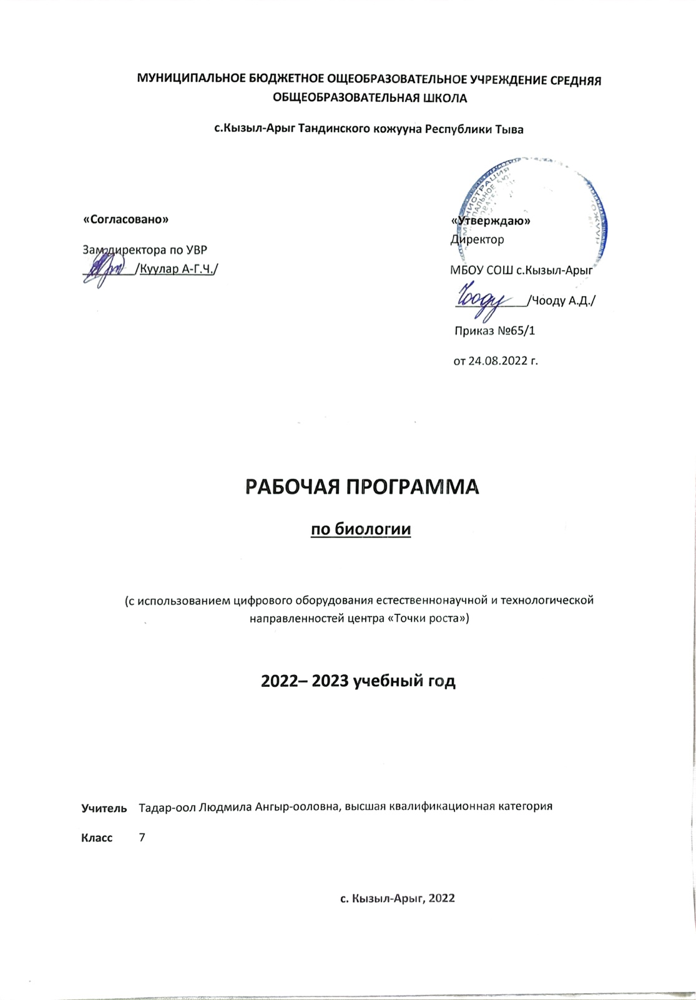 МУНИЦИПАЛЬНОЕ БЮДЖЕТНОЕ ОЩЕОБРАЗОВАТЕЛЬНОЕ УЧРЕЖДЕНИЕ СРЕДНЯЯ
ОБЩЕОБРАЗОВАТЕЛЬНАЯ ШКОЛА
с.Кызыл-Арыг Тандинского кожууна Республики Тыва
«Согласовано»
Зам.директора по УВР
/Куулар А-Г.Ч./
«Утверждаю»
Директор
МБОУ СОШ с.Кызыл-Арыг
Чооду /Чооду А.Д./
Приказ №65/1
от 24.08.2022 г.
РАБОЧАЯ ПРОГРАММА
по биологии
(с использованием цифрового оборудования естественнонаучной и технологической
направленностей центра «Точки роста»)
2022– 2023 учебный год
Учитель Тадар-оол Людмила Ангыр-ооловна, высшая квалификационная категория
Класс 7
с. Кызыл-Арыг, 2022